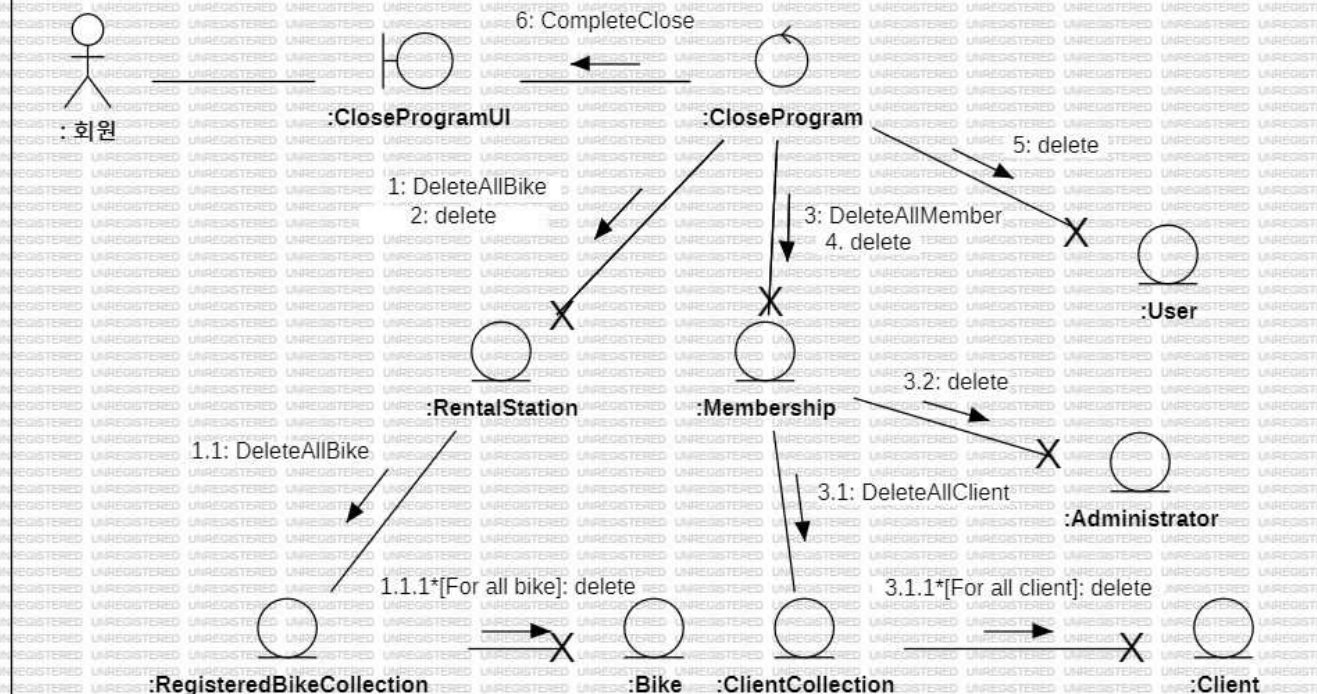 6: CompleteClose
: 회원
:CloseProgramUI
:CloseProgram
5: delete
1: DeleteAllBike
2: delete
3: DeleteAllMember
4. delete
:User
:RentalStation
:Membership
3.2: delete
1.1: DeleteAllBike
3.1: DeleteAllClient
:Administrator
1.1.1*[For all bike]: delete
3.1.1*[For all client]: delete
:RegisteredBikeCollection
:Bike
:ClientCollection
:Client
UNREGISTERED